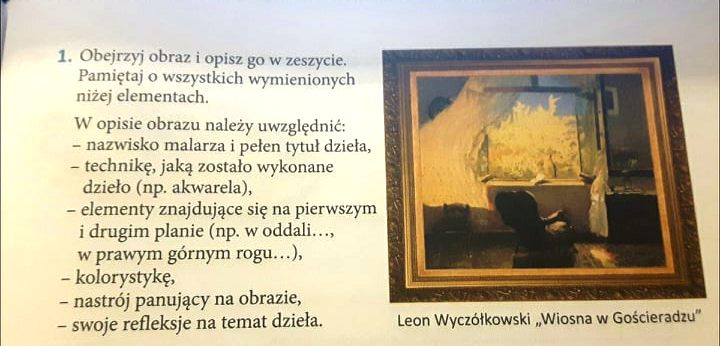 1. Obejrzyj obraz i opisz go w zeszycie.
Pamiętaj o wszystkich wymienionych
niżej elementach.
W opisie obrazu należy uwzględnić:
– nazwisko malarza i pełen tytuł dzieła,
– technikę, jaką zostało wykonane
dzieło (np. akwarela),
– elementy znajdujące się na pierwszym
i drugim planie (np. w oddali…,
w prawym górnym rogu…),
– kolorystykę,
– nastrój panujący na obrazie,
– swoje refleksje na temat dzieła.
Leon Wyczółkowski „Wiosna w Gościeradzu”